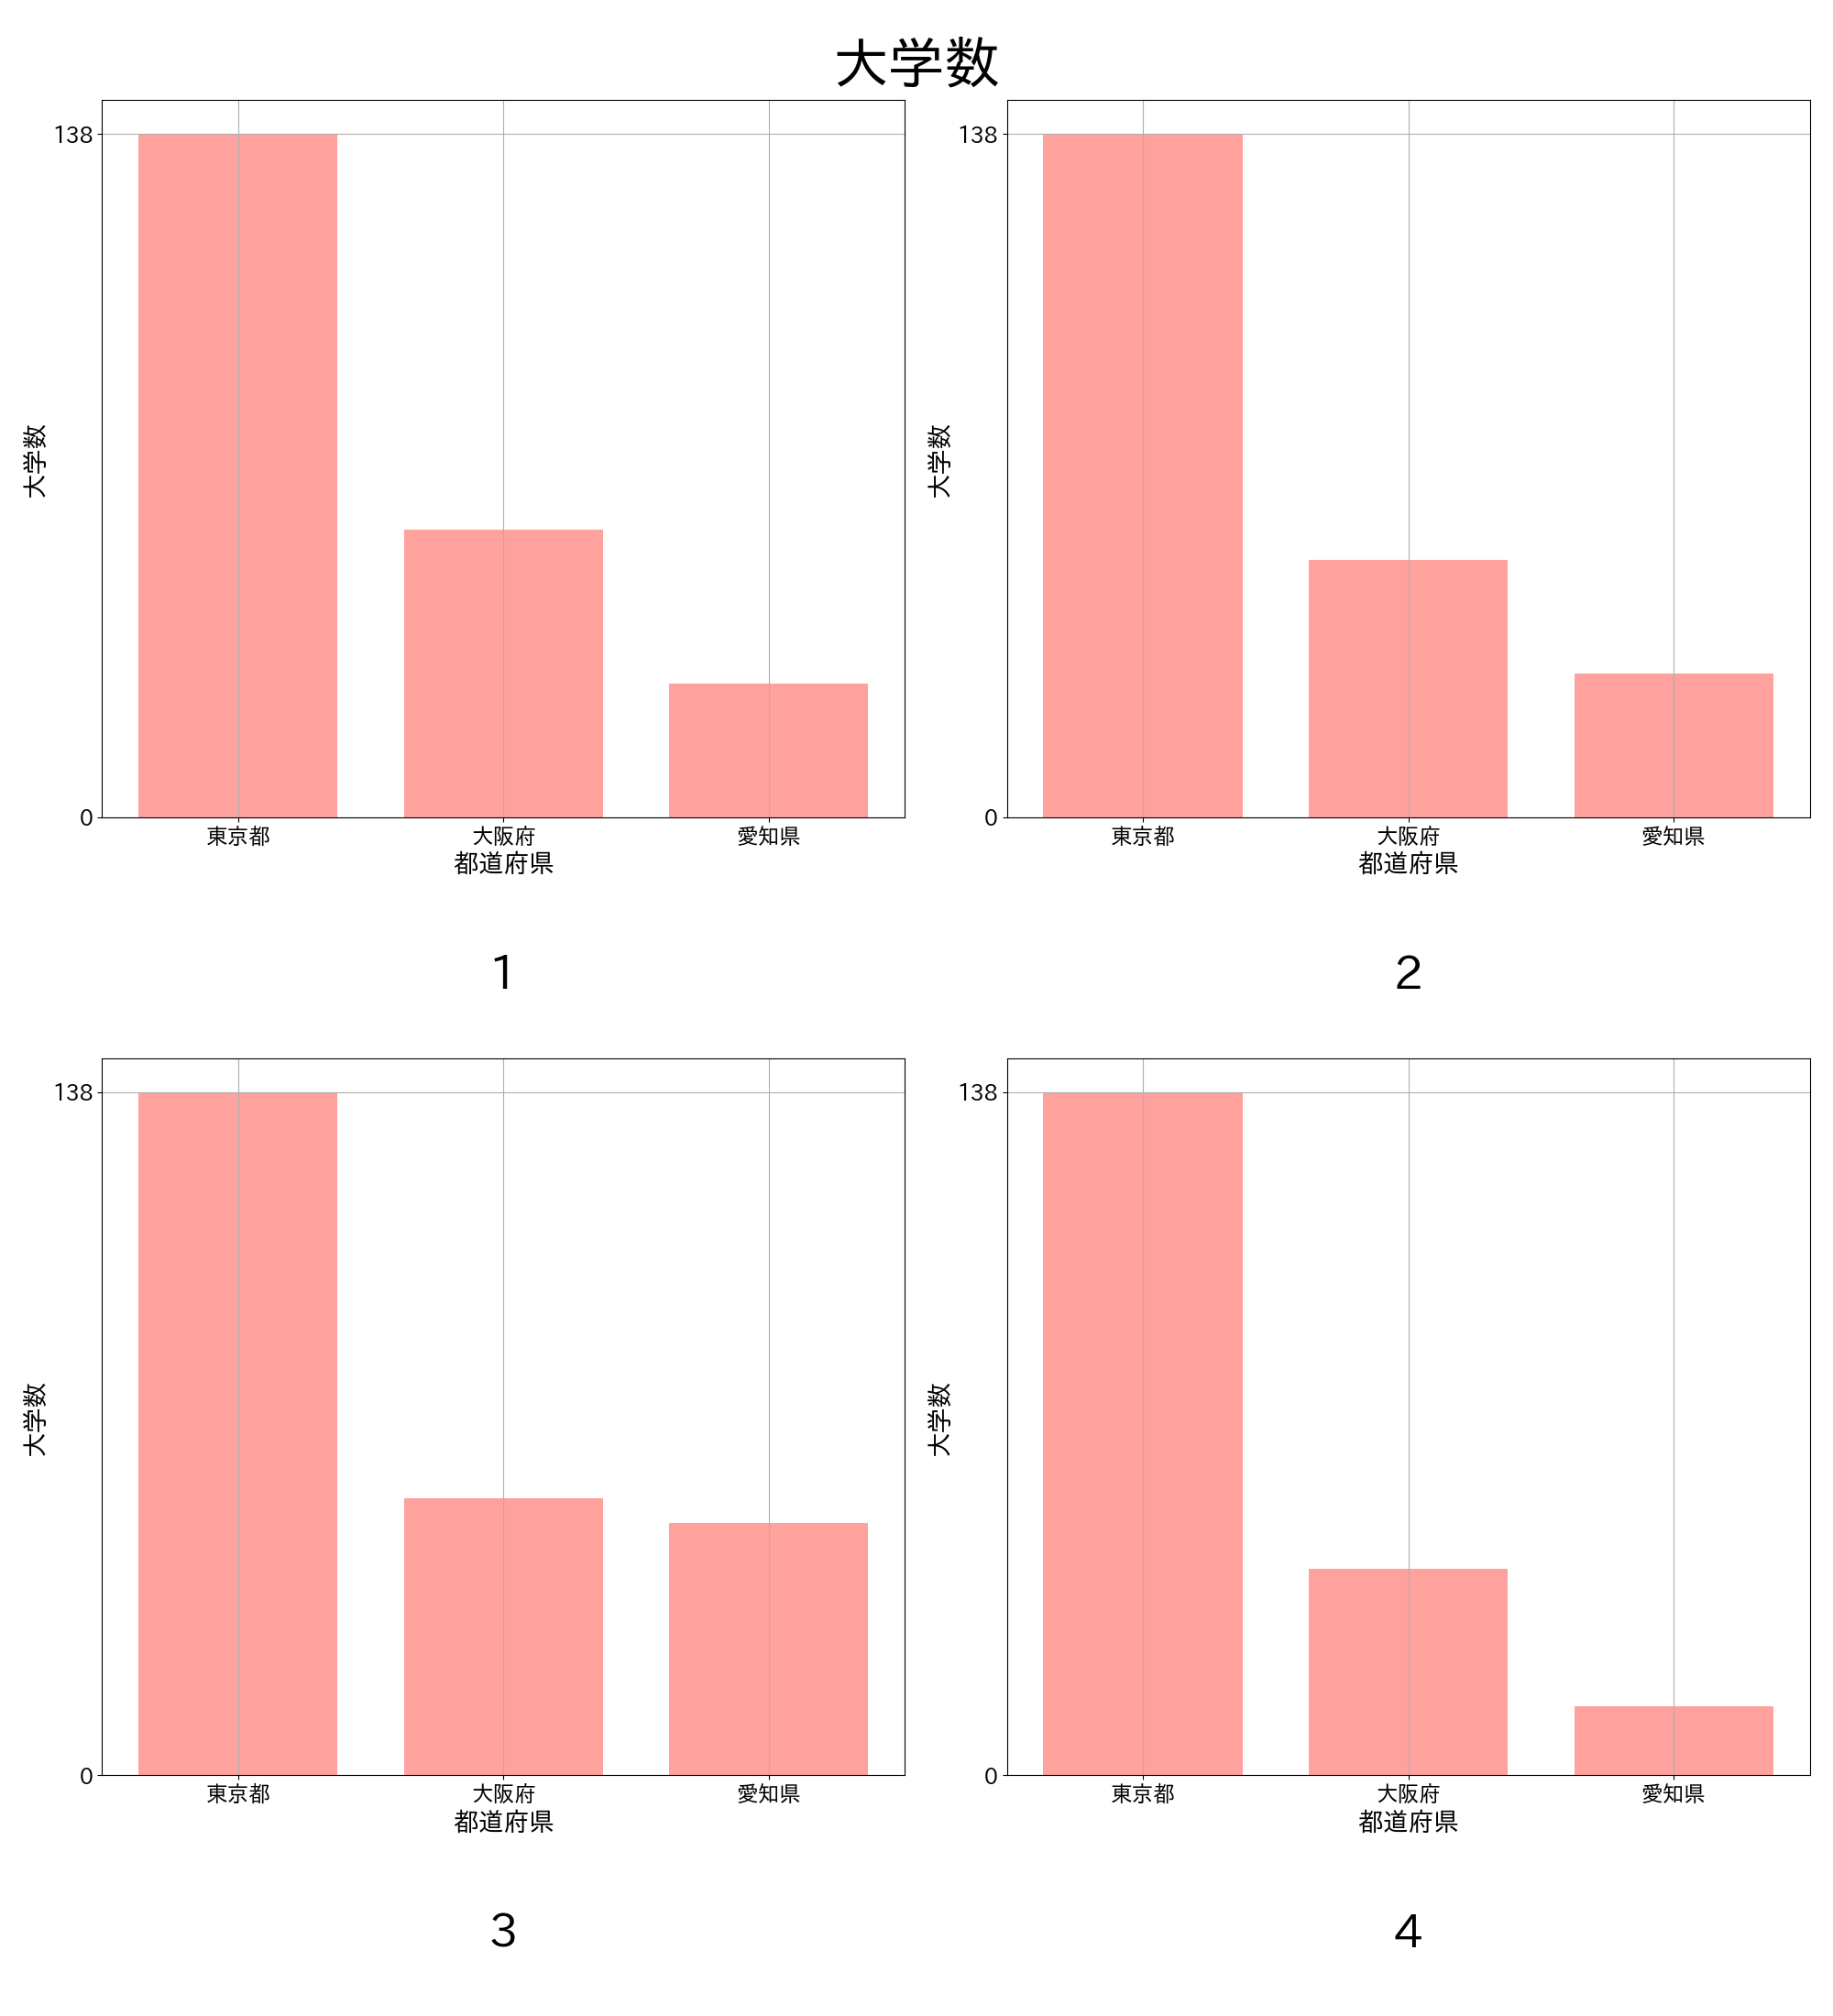 大学数
138
0
大学数
東京都
大阪府
愛知県
都道府県
1
138
0
大学数
東京都
大阪府
愛知県
都道府県
2
138
0
大学数
東京都
大阪府
愛知県
都道府県
3
138
0
大学数
東京都
大阪府
愛知県
都道府県
4